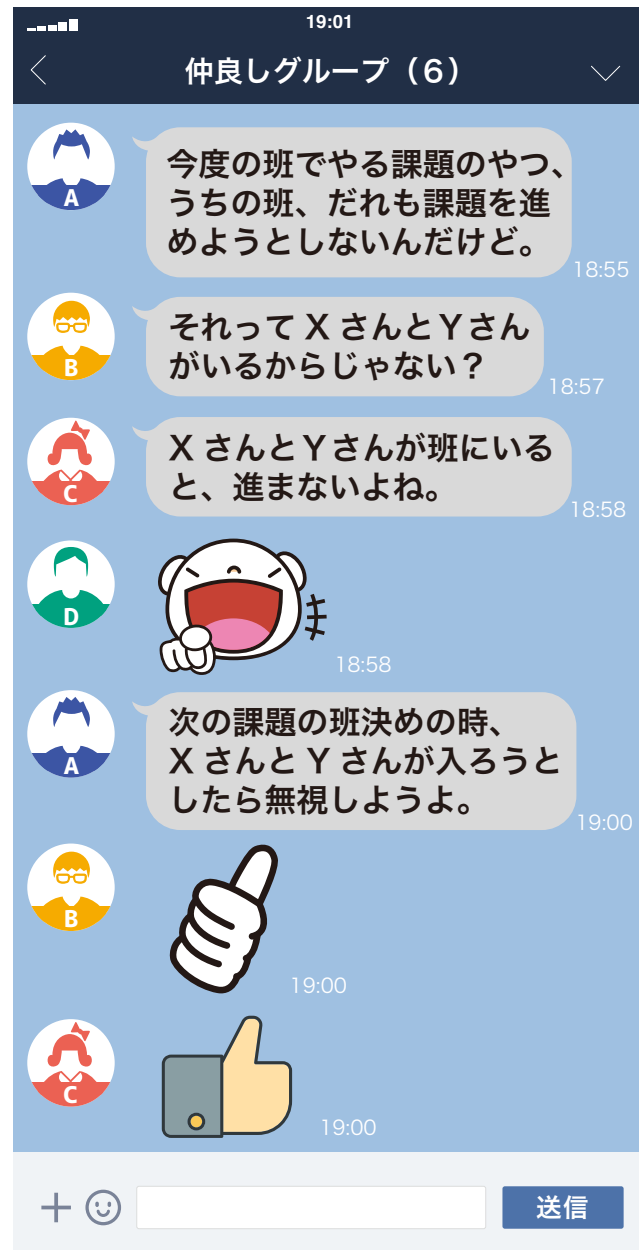 19:01
仲良しグループ（6）
今度の班でやる課題のやつ、
うちの班、だれも課題を進
めようとしないんだけど。
A
18:55
それって X さんとYさん
がいるからじゃない？
B
18:57
X さんとYさんが班にいる
と、進まないよね。
C
18:58
D
18:58
次の課題の班決めの時、
X さんと Y さんが入ろうと
したら無視しようよ。
A
19:00
B
19:00
C
19:00
送信